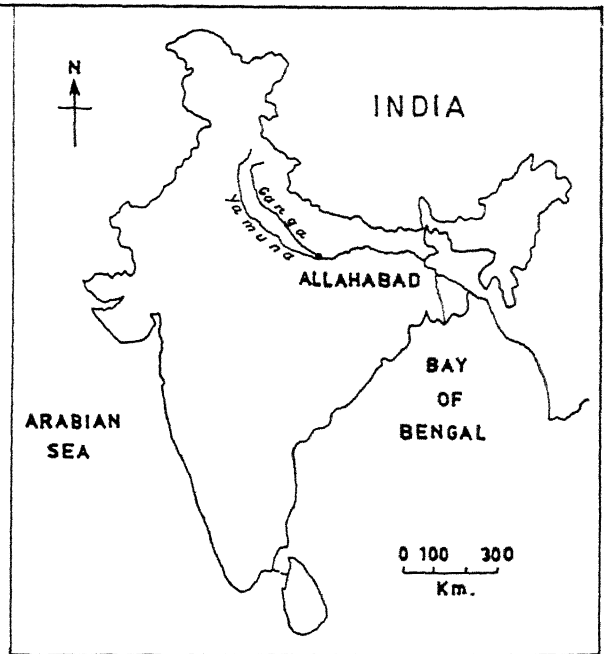 N
INDIA
Ganga
Yamuna
ALLAHABAD
BAY
OF
BENGAL
ARABIAN
SEA
0 100 300
Km.